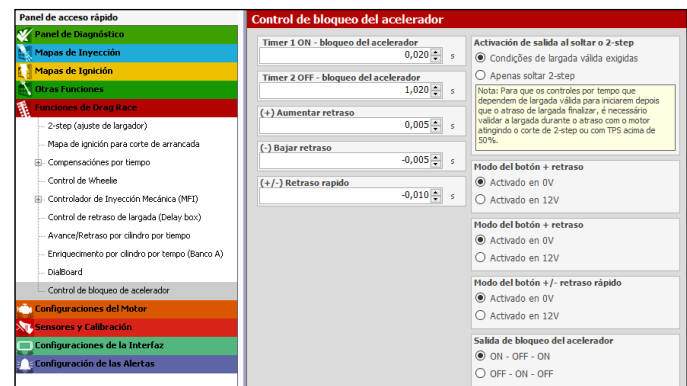 Panel de acceso rápido
Panel de Diagnóstico
Mapas de Inyección
Mapas de Ignición
Otras Funciones
Funciones de Drag Race
2-step (ajuste de largador)
Mapa de ignición para corte de arrancada
Compensaciónes por tiempo
Control de Wheelie
Controlador de Inyección Mecánica (MFI)
Control de retraso de largada (Delay box)
Avance/Retraso por cilindro por tiempo
Enriquecimento por cilindro por tempo (Banco A)
DialBoard
Control de bloqueo de acelerador
Configuraciones del Motor
Sensores y Calibración
Configuraciones de la Interfaz
Configuración de las Alertas
Control de bloqueo del acelerador
Timer 1 ON - bloqueo del acelerador
0,020 s
Timer 2 OFF - bloqueo del acelerador
1,020 s
(+) Aumentar retraso
0,005 s
(-) Bajar retraso
-0,005 s
(+/-) Retraso rapido
-0,010 s
Activación de salida al soltar o 2-step
Condições de largada válida exigidas
Apenas soltar 2-step
Nota: Para que os controles por tempo que
dependem de largada válida para iniciarem depois
que o atraso de largada finalizar, é necessário
validar a largada durante o atraso com o motor
atingindo o corte de 2-step ou com TPS acima de
50%.
Modo del botón + retraso
Activado en 0V
Activado en 12V
Modo del botón + retraso
Activado en 0V
Activado en 12V
Modo del botón +/- retraso rápido
Activado en 0V
Activado en 12V
Salida de bloqueo del acelerador
ON - OFF - ON
OFF - ON - OFF